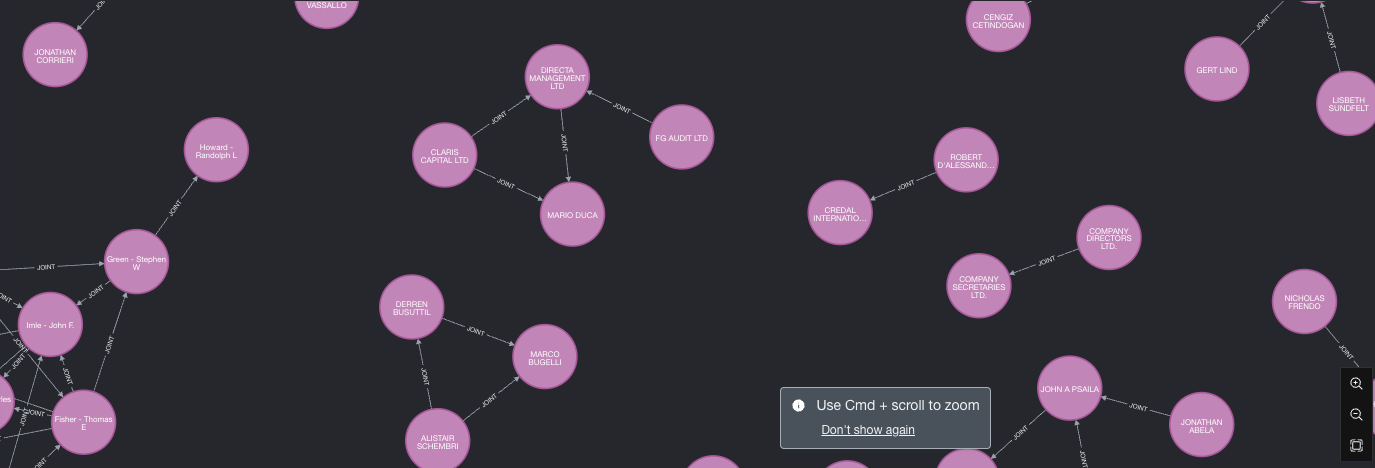 VASSALLO
JONATHAN
CORRIERI
CENGIZ
CETINDOGAN
JOINT
GERT LIND
JOINT
LISBETH
SUNDFELT
DIRECTA
MANAGEMENT
LTD
JOINT
JOINT
JOINT
FG AUDIT LTD
CLARIS
CAPITAL LTD
JOINT
MARIO DUCA
Howard -
Randolph L
JOINT
ROBERT
D'ALESSAND...
JOINT
CREDAL
INTERNATIO...
COMPANY
DIRECTORS
LTD.
JOINT
COMPANY
SECRETARIES
LTD.
JOINT
Green - Stephen
W
JOINT
Imle - John F.
JOINT
JOINT
JOINT
JOINT
JOINT
JOINT
Fisher - Thomas
E
JOINT
DERREN
BUSUTTIL
JOINT
MARCO
BUGELLI
JOINT
JOINT
ALISTAIR
SCHEMBRI
NICHOLAS
FRENDO
JOINT
JOHN A PSAILA
JOINT
JONATHAN
ABELA
JOINT
JOINT
Use Cmd + scroll to zoom
Don't show again